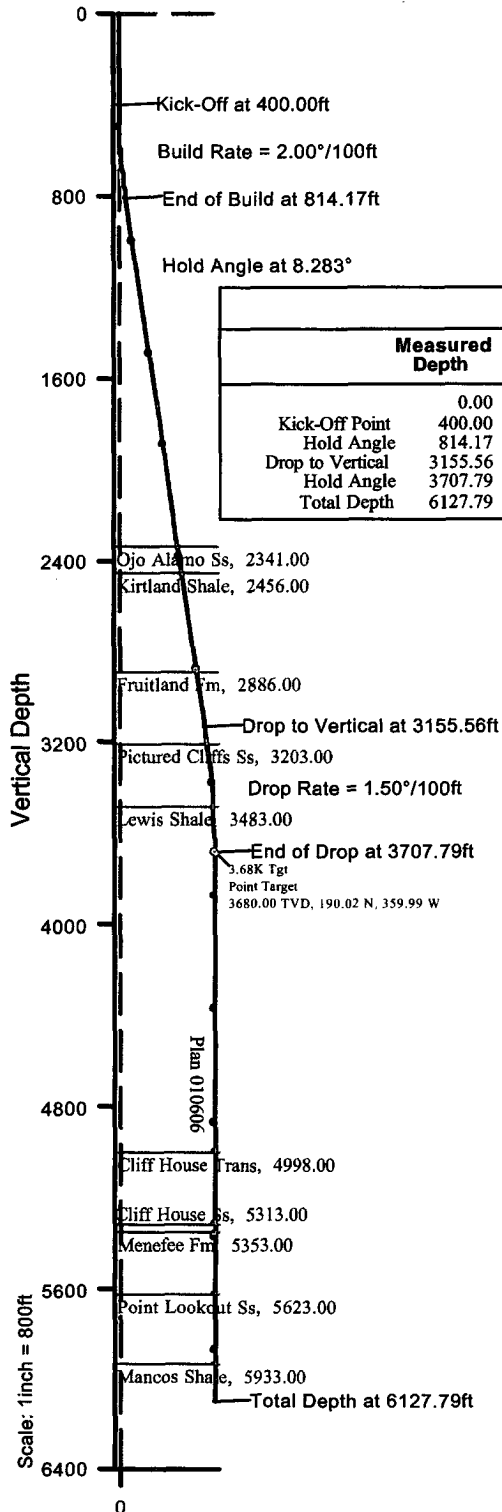 0
Kick-Off at 400.00ft
Build Rate = 2.00°/100ft
800
End of Build at 814.17ft
Hold Angle at 8.283°
Measured
Depth
0.00
Kick-Off Point 400.00
Hold Angle 814.17
Drop to Vertical 3155.56
Hold Angle 3707.79
Total Depth 6127.79
1600
2400
Ojo Alamo Ss, 2341.00
Kirtland Shale, 2456.00
Fruitland Fm, 2886.00
Vertical Depth
Drop to Vertical at 3155.56ft
3200
Pictured Cliffs Ss, 3203.00
Drop Rate = 1.50°/100ft
Lewis Shale, 3483.00
End of Drop at 3707.79ft
3.68K Tgt
Point Target
3680.00 TVD, 190.02 N, 359.99 W
4000
Plan 010606
4800
Cliff House Trans, 4998.00
Cliff House Ss, 5313.00
Menefee Fm, 5353.00
5600
Point Lookout Ss, 5623.00
Mancos Shale, 5933.00
Total Depth at 6127.79ft
Scale: 1inch = 800ft
6400
0